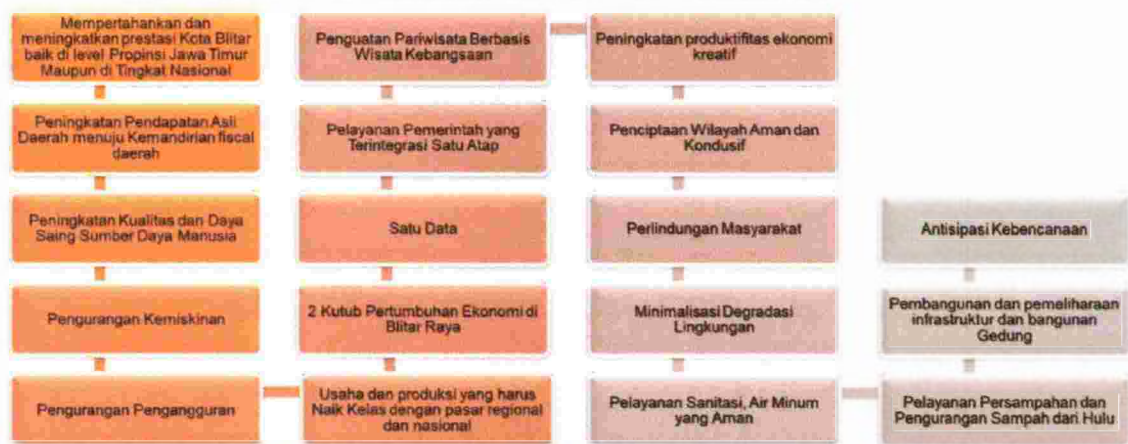 Mempertahankan dan
meningkatkan prestasi Kota Blitar
baik di level Propinsi Jawa Timur
Maupun di Tingkat Nasional
Peningkatan Pendapatan Asli
Daerah menuju Kemandirian fiscal
daerah
Peningkatan Kualitas dan Daya
Saing Sumber Daya Manusia
Pengurangan Kemiskinan
Pengurangan Pengangguran
Usaha dan produksi yang harus
Naik Kelas dengan pasar regional
dan nasional
2 Kutub Pertumbuhan Ekonomi di
Blitar Raya
Satu Data
Pelayanan Pemerintah yang
Terintegrasi Satu Atap
Penguatan Pariwisata Berbasis
Wisata Kebangsaan
Peningkatan produktifitas ekonomi
kreatif
Penciptaan Wilayah Aman dan
Kondusif
Perlindungan Masyarakat
Minimalisasi Degradasi
Lingkungan
Pelayanan Sanitasi, Air Minum
yang Aman
Pelayanan Persampahan dan
Pengurangan Sampah dari Hulu
Pembangunan dan pemeliharaan
infrastruktur dan bangunan
Gedung
Antisipasi Kebencanaan